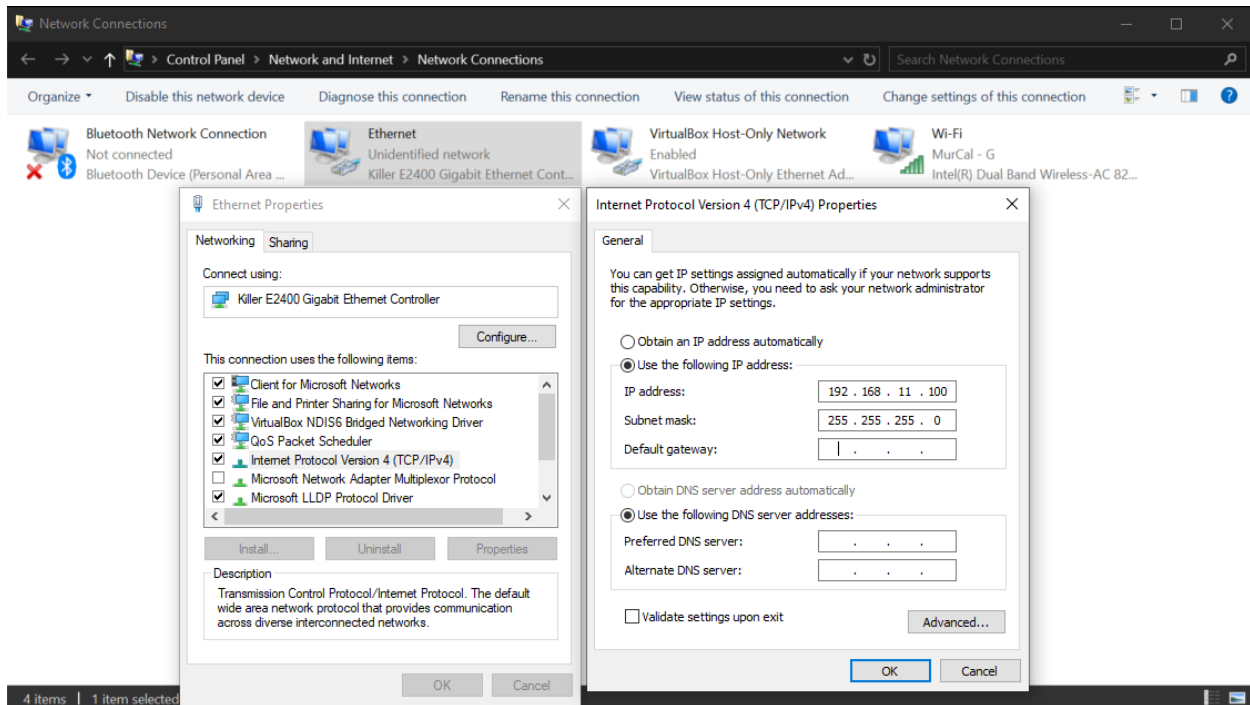 Network Connections
Control Panel > Network and Internet > Network Connections
Search Network Connections
Organize Disable this network device Diagnose this connection Rename this connection View status of this connection Change settings of this connection
Bluetooth Network Connection
Not connected
Bluetooth Device (Personal Area ...
Ethernet
Unidentified network
Killer E2400 Gigabit Ethernet Cont...
VirtualBox Host-Only Network
Enabled
VirtualBox Host-Only Ethernet Ad...
Wi-Fi
MurCal - G
Intel(R) Dual Band Wireless-AC 82...
Ethernet Properties
Networking Sharing
Connect using:
Killer E2400 Gigabit Ethernet Controller
Configure...
This connection uses the following items:
Client for Microsoft Networks
File and Printer Sharing for Microsoft Networks
VirtualBox NDIS6 Bridged Networking Driver
QoS Packet Scheduler
Internet Protocol Version 4 (TCP/IPv4)
Microsoft Network Adapter Multiplexor Protocol
Microsoft LLDP Protocol Driver
Install... Uninstall Properties
Description
Transmission Control Protocol/Internet Protocol. The default
wide area network protocol that provides communication
across diverse interconnected networks.
OK Cancel
Internet Protocol Version 4 (TCP/IPv4) Properties
General
You can get IP settings assigned automatically if your network supports
this capability. Otherwise, you need to ask your network administrator
for the appropriate IP settings.
Obtain an IP address automatically
Use the following IP address:
IP address: 192 . 168 . 11 . 100
Subnet mask: 255 . 255 . 255 . 0
Default gateway: . . .
Obtain DNS server address automatically
Use the following DNS server addresses:
Preferred DNS server: . . .
Alternate DNS server: . . .
Validate settings upon exit
Advanced...
OK Cancel
4 items 1 item selected